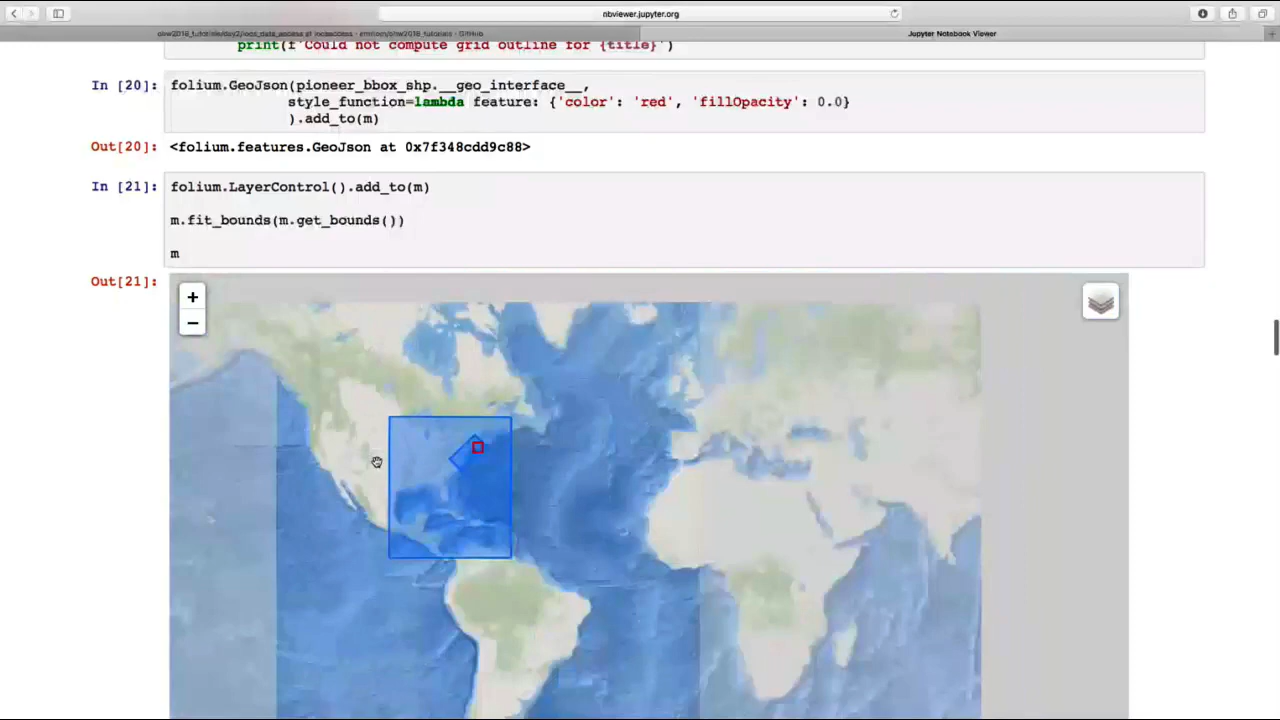 nbviewer.jupyter.org
Jupyter Notebook Viewer
print(f"Could not compute grid outline for {title}")
In [20]:
folium.GeoJson(pioneer_bbox_shp.__geo_interface__,
style_function=lambda feature: {'color': 'red', 'fillOpacity': 0.0}
).add_to(m)
Out[20]:
<folium.features.GeoJson at 0x7f348cdd9c88>
In [21]:
folium.LayerControl().add_to(m)
m.fit_bounds(m.get_bounds())
m
Out[21]:
+
−